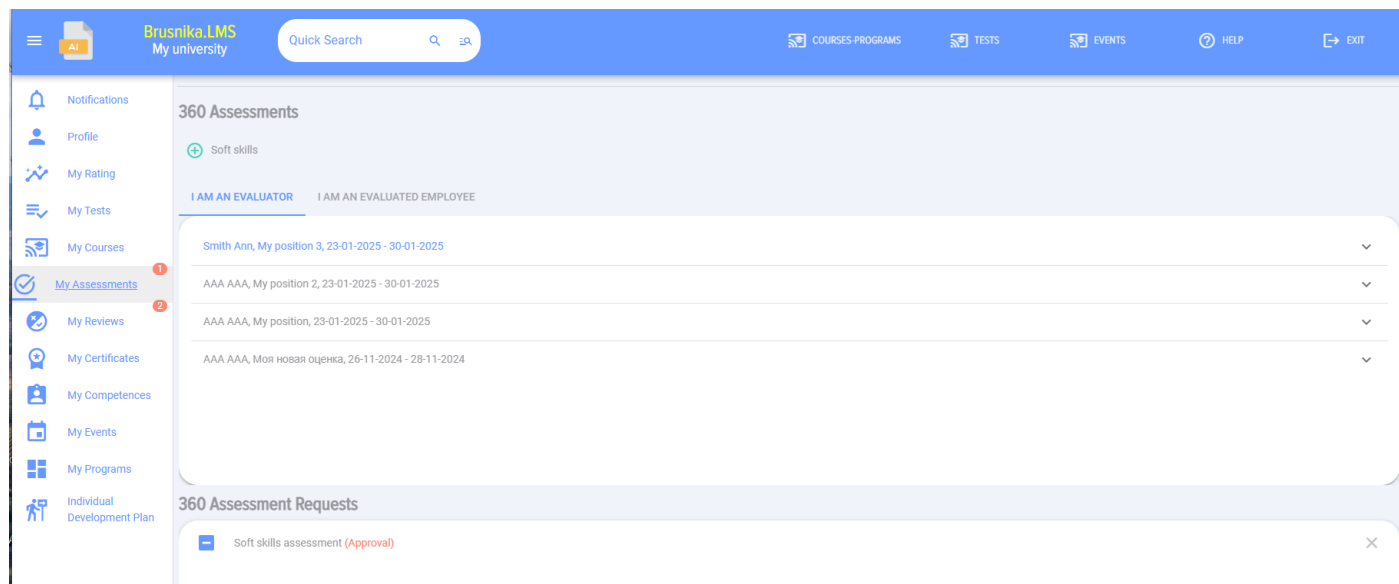 AI
Brusnika.LMS
My university
Quick Search
COURSES-PROGRAMS
TESTS
EVENTS
HELP
EXIT
Notifications
Profile
My Rating
My Tests
My Courses
My Assessments
1
My Reviews
2
My Certificates
My Competences
My Events
My Programs
Individual
Development Plan
360 Assessments
Soft skills
I AM AN EVALUATOR
I AM AN EVALUATED EMPLOYEE
Smith Ann, My position 3, 23-01-2025 - 30-01-2025
AAA AAA, My position 2, 23-01-2025 - 30-01-2025
AAA AAA, My position, 23-01-2025 - 30-01-2025
AAA AAA, Моя новая оценка, 26-11-2024 - 28-11-2024
360 Assessment Requests
Soft skills assessment (Approval)